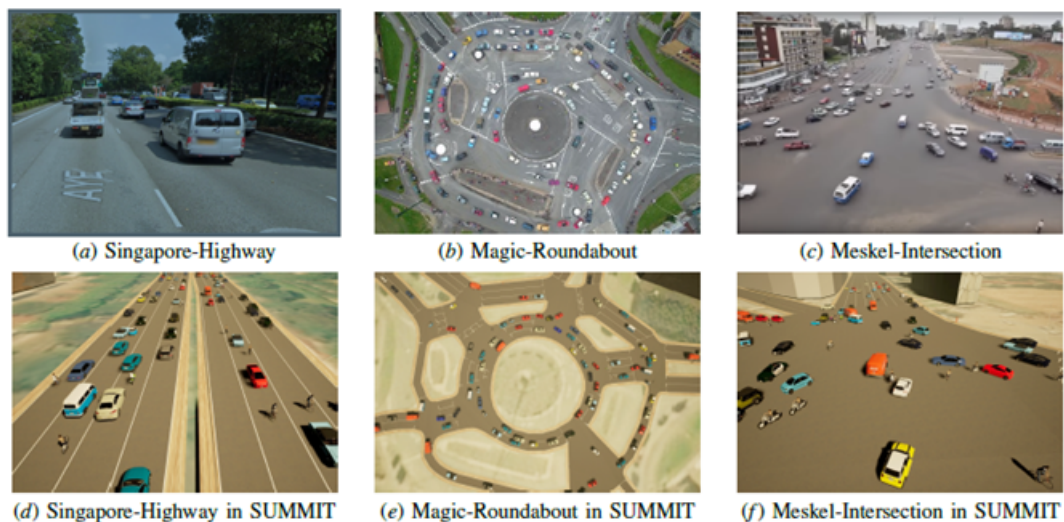 AYE
(a) Singapore-Highway
(b) Magic-Roundabout
(c) Meskel-Intersection
(d) Singapore-Highway in SUMMIT
(e) Magic-Roundabout in SUMMIT
(f) Meskel-Intersection in SUMMIT